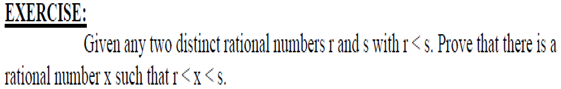 EXERCISE:
Given any two distinct rational numbers r and s with r < s. Prove that there is a
rational number x such that r < x < s.